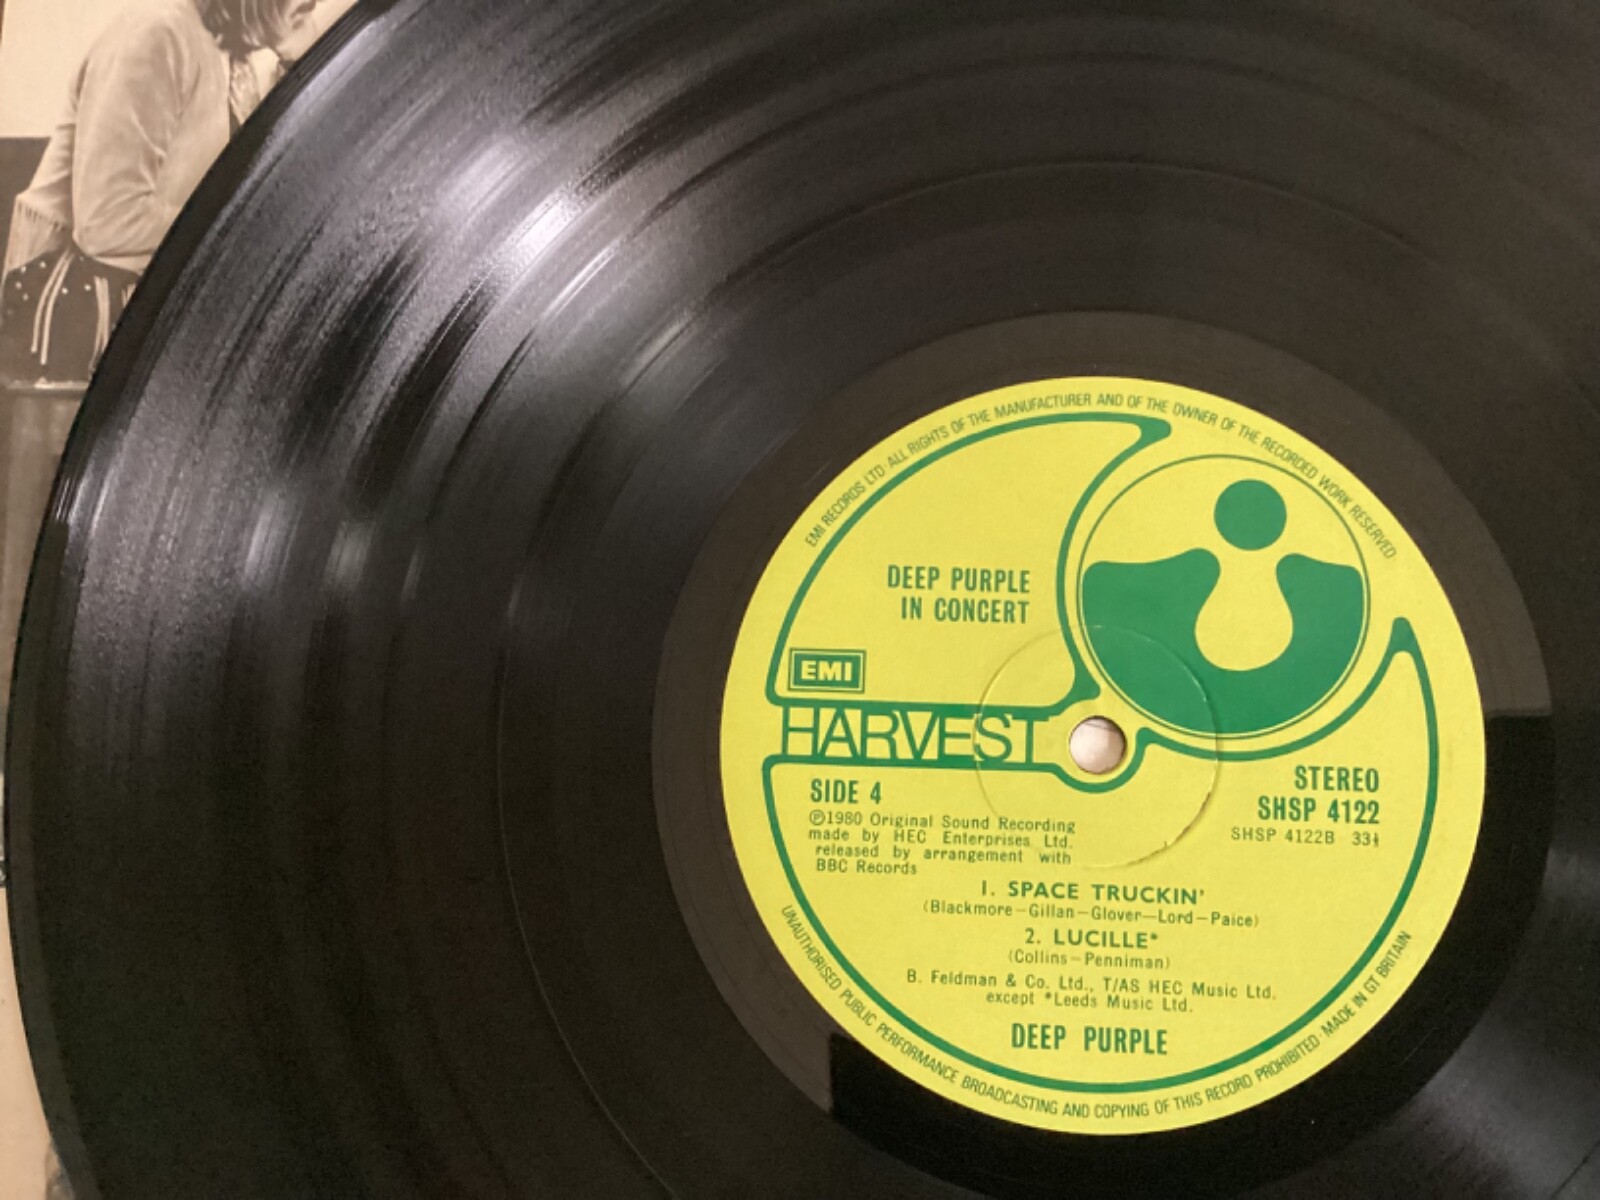 EMI RECORDS LTD· ALL RIGHTS OF THE MANUFACTURER AND OF THE OWNER OF THE RECORDED WORK RESERVED·
DEEP PURPLE
IN CONCERT
EMI
HARVEST
SIDE 4
℗1980 Original Sound Recording
made by HEC Enterprises Ltd.
released by arrangement with
BBC Records
STEREO
SHSP 4122
SHSP 4122B 33⅓
1. SPACE TRUCKIN'
(Blackmore–Gillan–Glover–Lord–Paice)
2. LUCILLE*
(Collins–Penniman)
B. Feldman & Co. Ltd., T/AS HEC Music Ltd.
except *Leeds Music Ltd.
DEEP PURPLE
UNAUTHORISED PUBLIC PERFORMANCE BROADCASTING AND COPYING OF THIS RECORD PROHIBITED·MADE IN GT BRITAIN